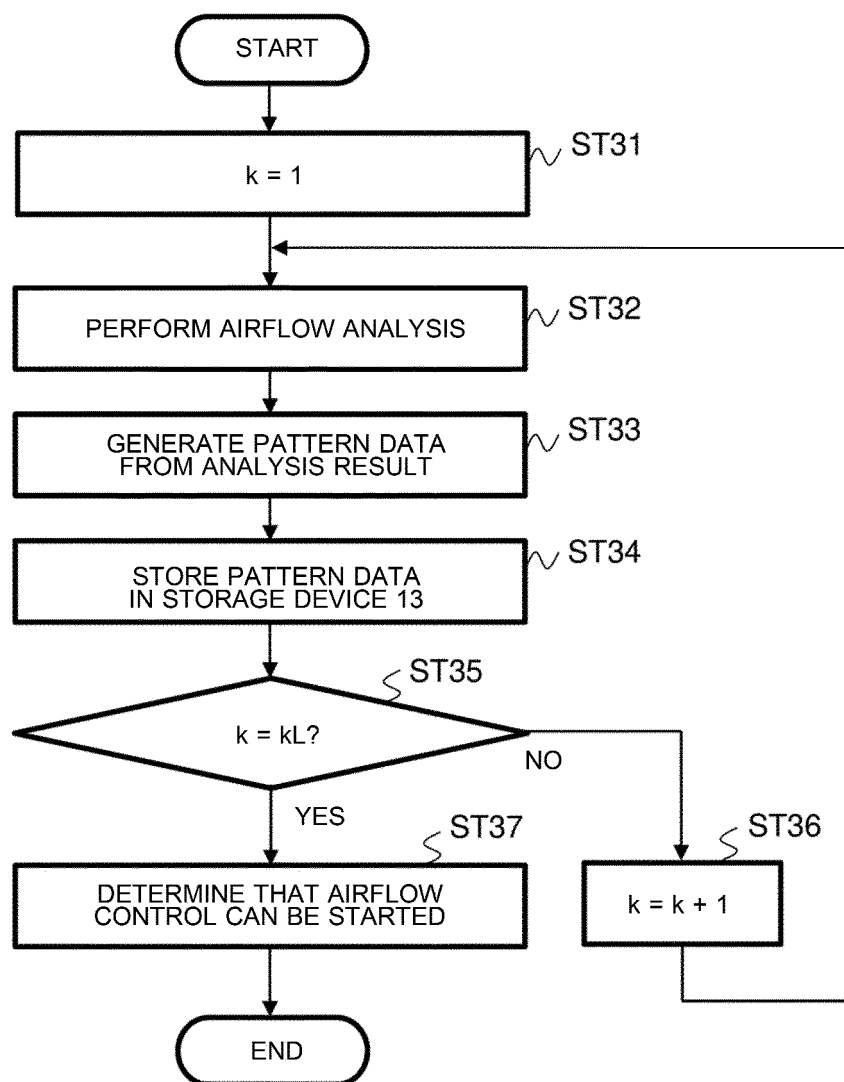 START
ST31
k = 1
ST32
PERFORM AIRFLOW ANALYSIS
ST33
GENERATE PATTERN DATA
FROM ANALYSIS RESULT
ST34
STORE PATTERN DATA
IN STORAGE DEVICE 13
ST35
k = kL?
NO
YES
ST37
ST36
DETERMINE THAT AIRFLOW
CONTROL CAN BE STARTED
k = k + 1
END